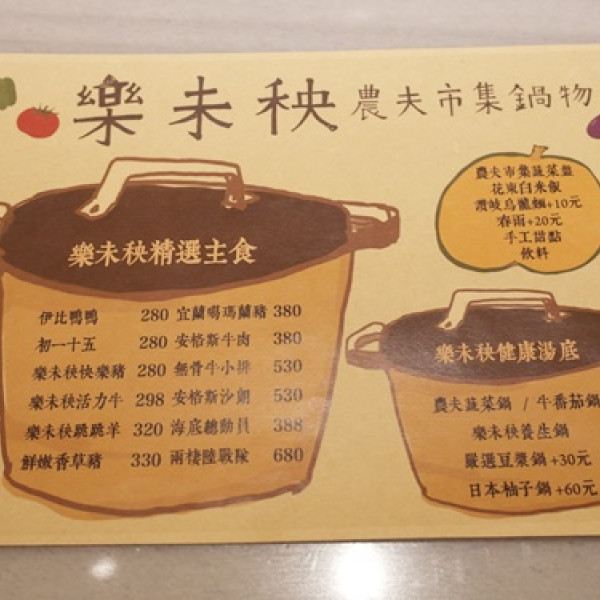 樂未秧 農夫市集鍋物
農夫市集蔬菜盤
花東白米飯
讚岐烏龍麵+10元
春雨+20元
手工甜點
飲料
樂未秧精選主食
伊比鴨鴨 280 宜蘭噶瑪蘭豬 380
初一十五 280 安格斯牛肉 380
樂未秧快樂豬 280 無骨牛小排 530
樂未秧活力牛 298 安格斯沙朗 530
樂未秧跳跳羊 320 海底總動員 388
鮮嫩香草豬 330 兩棲陸戰隊 680
樂未秧健康湯底
農夫蔬菜鍋 / 牛番茄鍋
樂未秧養生鍋
嚴選豆漿鍋+30元
日本柚子鍋+60元